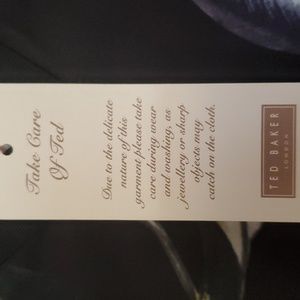 Take Care
Of Ted
Due to the delicate
nature of this
garment please take
care during wear
and washing, as
jewellery or sharp
objects may
catch on the cloth.
TED BAKER
LONDON